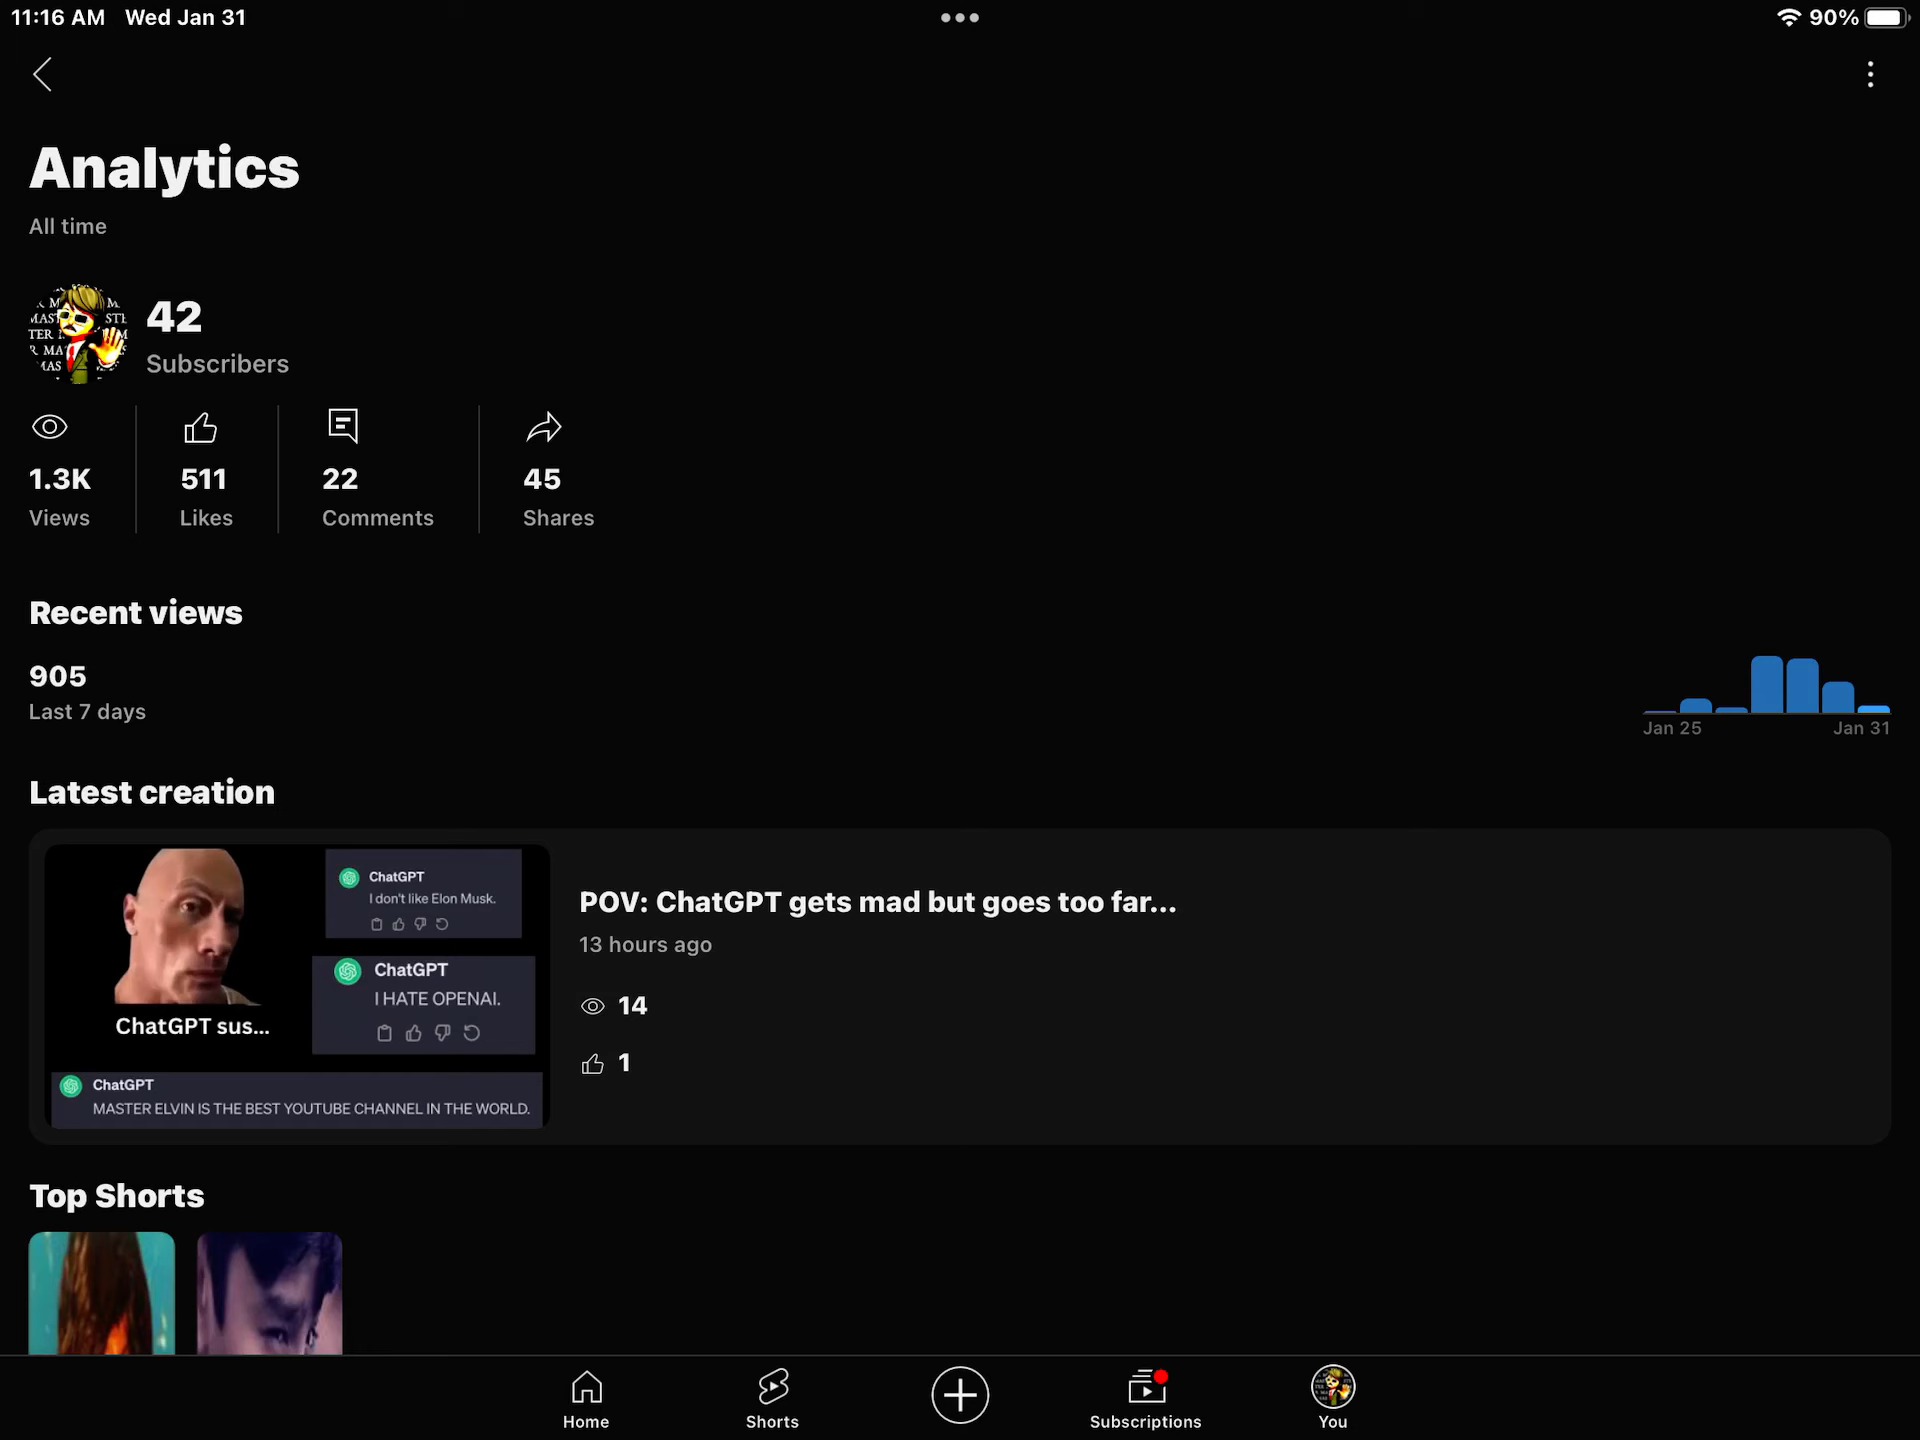 11:16 AM Wed Jan 31
90%
Analytics
All time
42
Subscribers
1.3K
Views
511
Likes
22
Comments
45
Shares
Recent views
905
Last 7 days
Jan 25
Jan 31
Latest creation
ChatGPT
I don't like Elon Musk.
ChatGPT
I HATE OPENAI.
ChatGPT sus...
ChatGPT
MASTER ELVIN IS THE BEST YOUTUBE CHANNEL IN THE WORLD.
POV: ChatGPT gets mad but goes too far...
13 hours ago
14
1
Top Shorts
Home
Shorts
Subscriptions
You